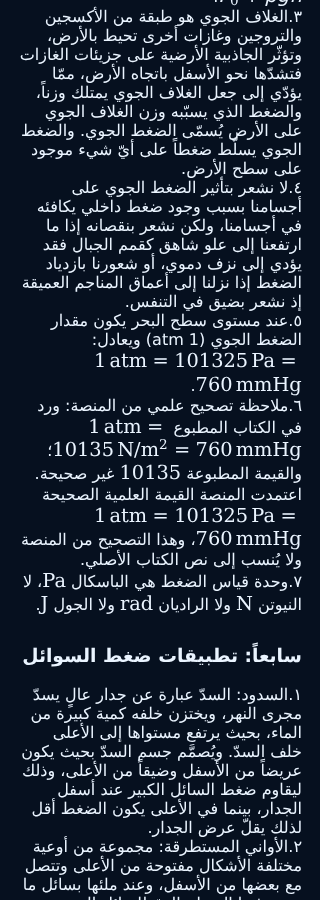 ٣.الغلاف الجوي هو طبقة من الأكسجين
والنروجين وغازات أخرى تحيط بالأرض،
وتؤثّر الجاذبية الأرضية على جزيئات الغازات
فتشدّها نحو الأسفل باتجاه الأرض، ممّا
يؤدّي إلى جعل الغلاف الجوي يمتلك وزناً،
والضغط الذي يسبّبه وزن الغلاف الجوي
على الأرض يُسمّى الضغط الجوي. والضغط
الجوي يسلّط ضغطاً على أيّ شيء موجود
على سطح الأرض.
٤.لا نشعر بتأثير الضغط الجوي على
أجسامنا بسبب وجود ضغط داخلي يكافئه
في أجسامنا، ولكن نشعر بنقصانه إذا ما
ارتفعنا إلى علو شاهق كقمم الجبال فقد
يؤدي إلى نزف دموي، أو شعورنا بازدياد
الضغط إذا نزلنا إلى أعماق المناجم العميقة
إذ نشعر بضيق في التنفس.
٥.عند مستوى سطح البحر يكون مقدار
الضغط الجوي (1 atm) ويعادل:
1 atm = 101325 Pa =
760 mmHg.
٦.ملاحظة تصحيح علمي من المنصة: ورد
في الكتاب المطبوع 1 atm =
10135 N/m² = 760 mmHg؛
والقيمة المطبوعة 10135 غير صحيحة.
اعتمدت المنصة القيمة العلمية الصحيحة
1 atm = 101325 Pa =
760 mmHg، وهذا التصحيح من المنصة
ولا يُنسب إلى نص الكتاب الأصلي.
٧.وحدة قياس الضغط هي الباسكال Pa، لا
النيوتن N ولا الراديان rad ولا الجول J.
سابعاً: تطبيقات ضغط السوائل
١.السدود: السدّ عبارة عن جدار عالٍ يسدّ
مجرى النهر، ويختزن خلفه كمية كبيرة من
الماء، بحيث يرتفع مستواها إلى الأعلى
خلف السدّ. ويُصمَّم جسم السدّ بحيث يكون
عريضاً من الأسفل وضيقاً من الأعلى، وذلك
ليقاوم ضغط السائل الكبير عند أسفل
الجدار، بينما في الأعلى يكون الضغط أقل
لذلك يقلّ عرض الجدار.
٢.الأواني المستطرقة: مجموعة من أوعية
مختلفة الأشكال مفتوحة من الأعلى وتتصل
مع بعضها من الأسفل، وعند ملئها بسائل ما